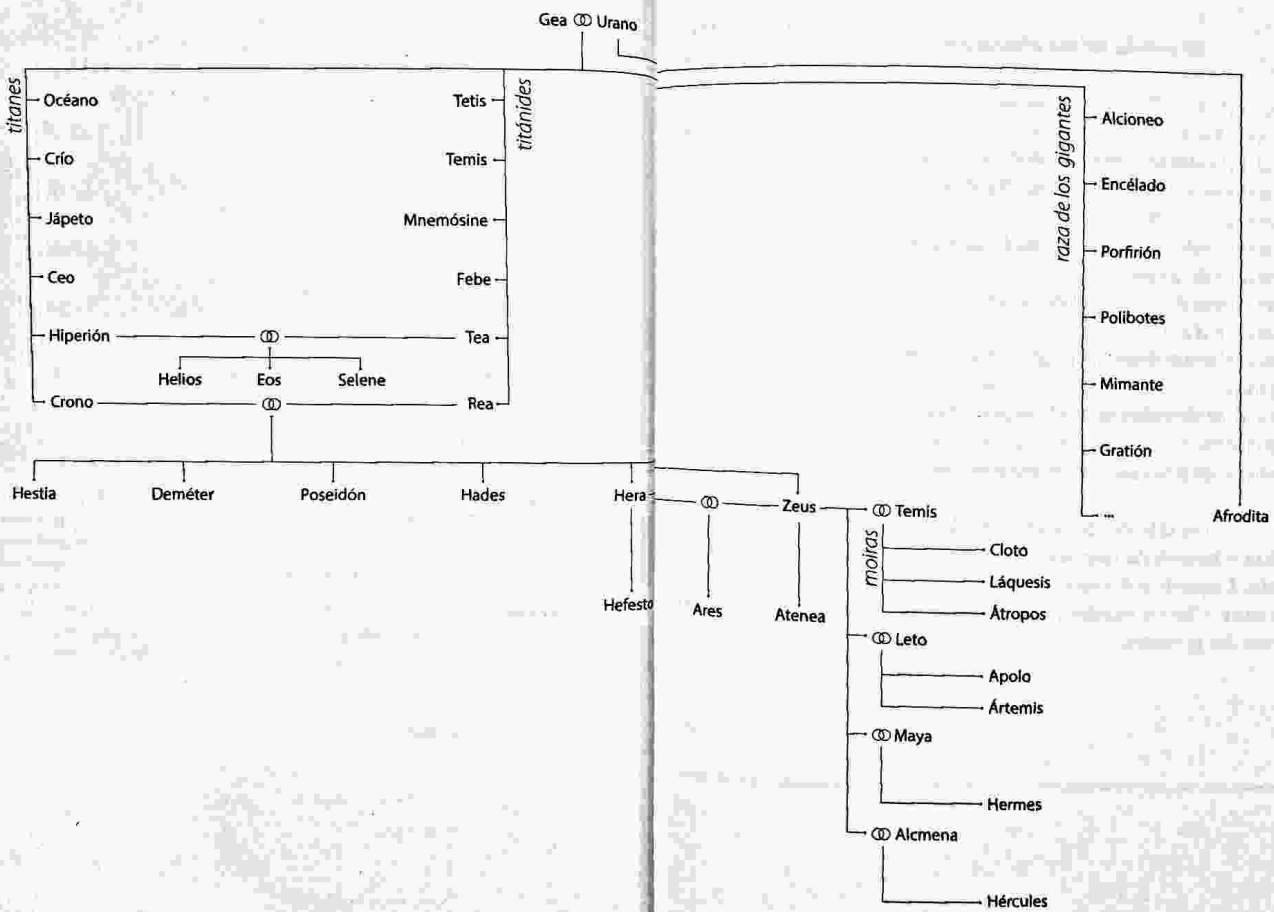 Gea Urano
titanes
Océano
Crío
Jápeto
Ceo
Hiperión
Crono
titánides
Tetis
Temis
Mnemósine
Febe
Tea
Rea
Helios Eos Selene
raza de los gigantes
Alcioneo
Encélado
Porfirión
Polibotes
Mimante
Gratión
...
Afrodita
Hestia Deméter Poseidón Hades Hera Zeus
Hefesto Ares Atenea
Temis
moiras
Cloto
Láquesis
Átropos
Leto
Apolo
Ártemis
Maya
Hermes
Alcmena
Hércules